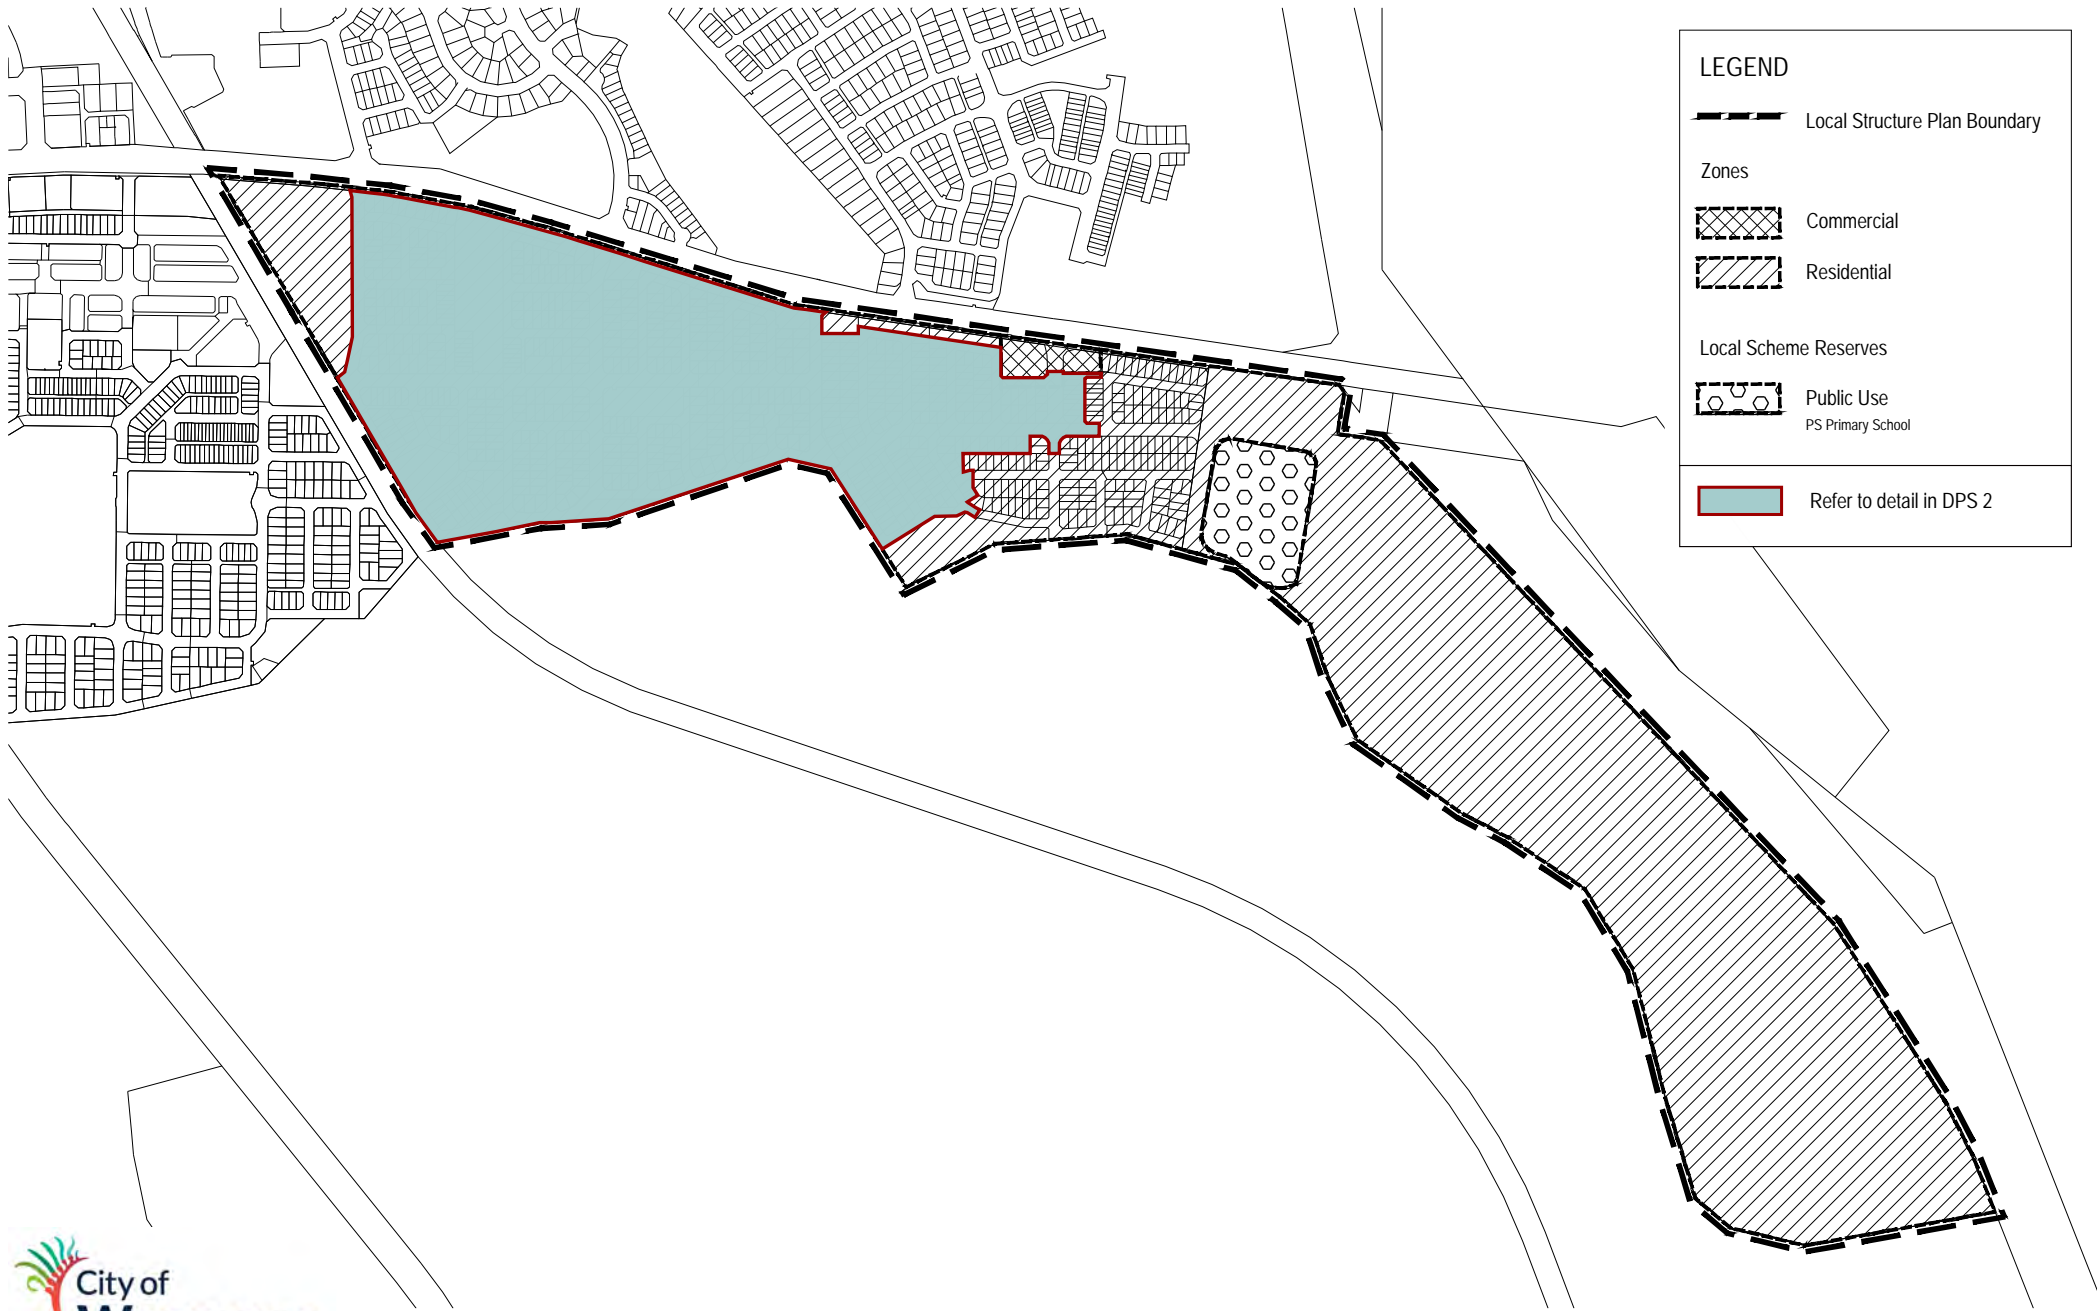 LEGEND
Local Structure Plan Boundary
Zones
Commercial
Residential
Local Scheme Reserves
Public Use
PS Primary School
Refer to detail in DPS 2
City of